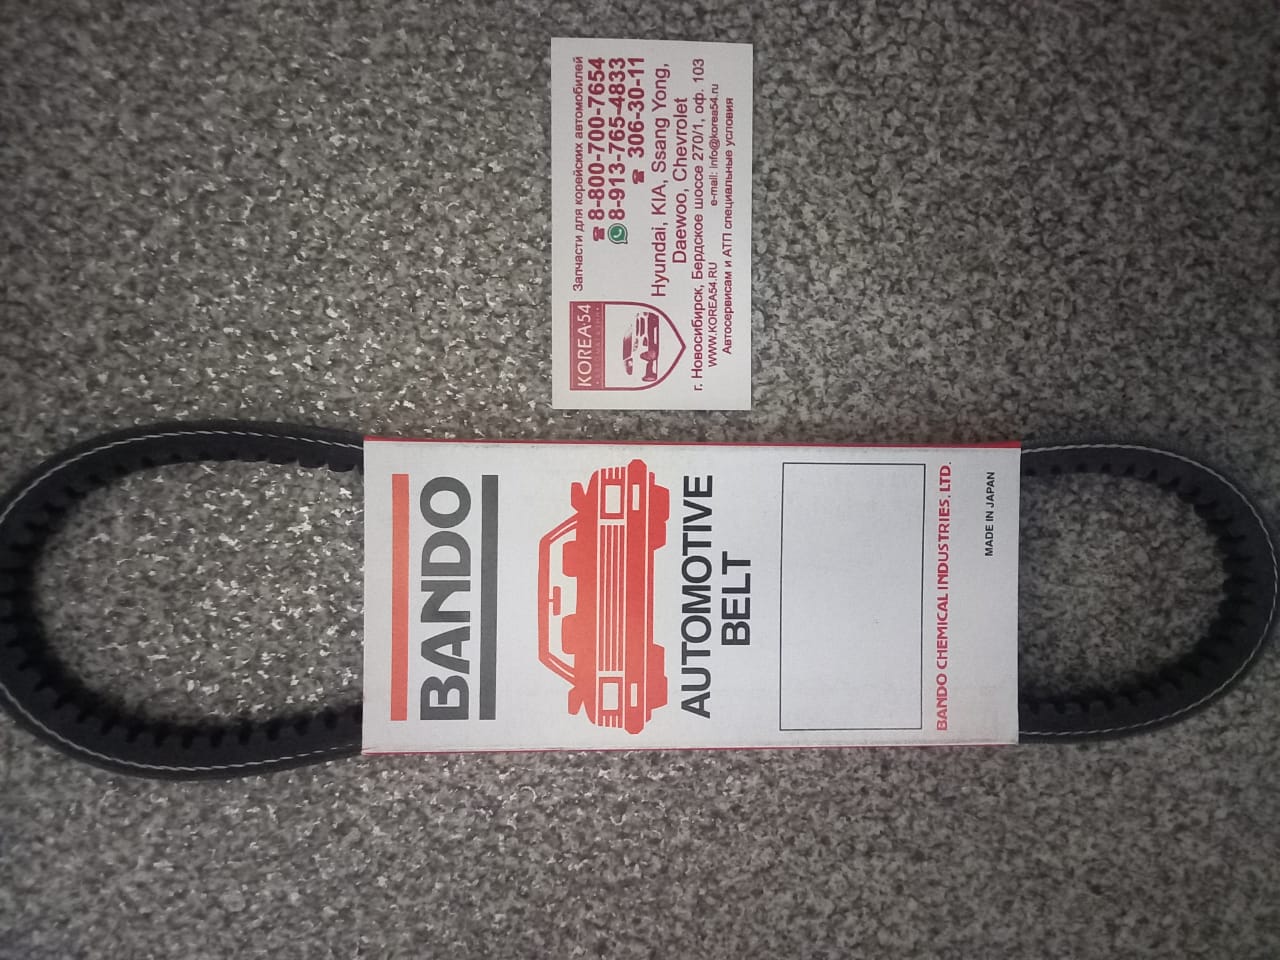 KOREA54
Запчасти для корейских автомобилей
8-800-700-7654
8-913-765-4833
306-30-11
Hyundai, KIA, Ssang Yong,
Daewoo, Chevrolet
г. Новосибирск, Бердское шоссе 270/1, оф. 103
WWW.KOREA54.RU e-mail: info@korea54.ru
Автосервисам и АТП специальные условия
BANDO
AUTOMOTIVE
BELT
BANDO CHEMICAL INDUSTRIES, LTD.
MADE IN JAPAN